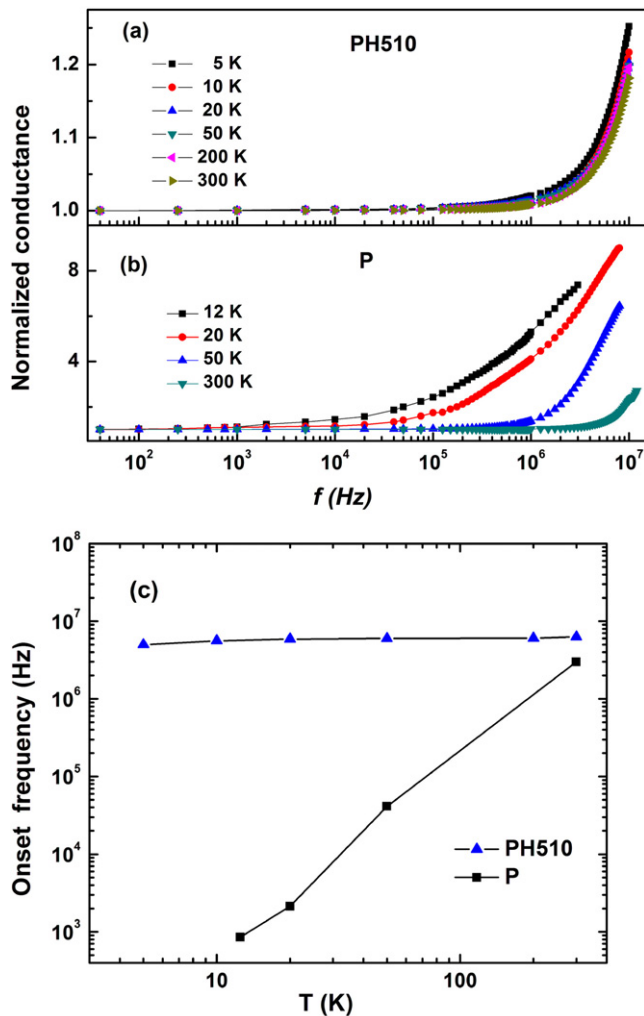 (a)
PH510
5 K
10 K
20 K
50 K
200 K
300 K
1.2
1.1
1.0
Normalized conductance
(b)
P
12 K
20 K
50 K
300 K
8
4
10² 10³ 10⁴ 10⁵ 10⁶ 10⁷
f (Hz)
(c)
10⁸
10⁷
10⁶
10⁵
10⁴
10³
Onset frequency (Hz)
PH510
P
10 100
T (K)